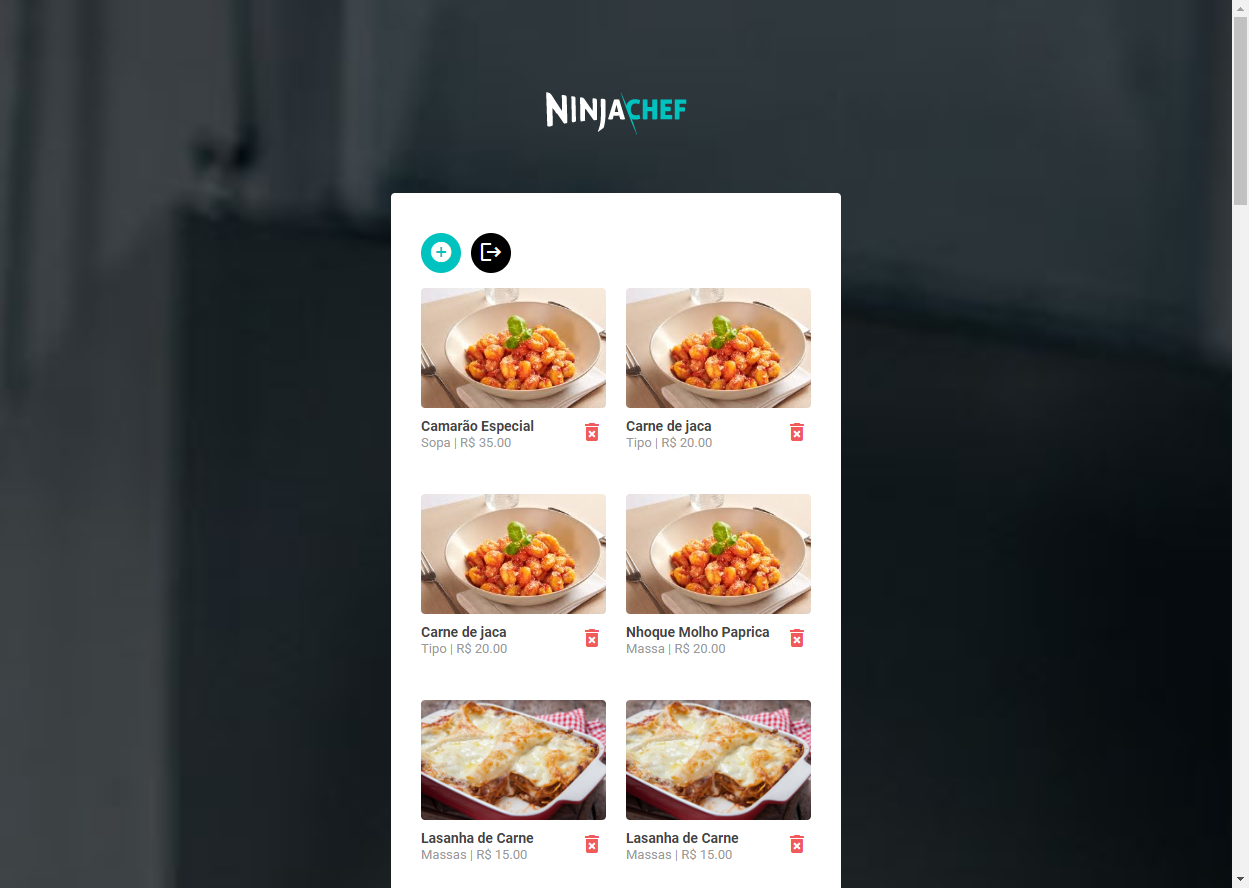 NINJACHEF
Camarão Especial
Sopa | R$ 35.00
Carne de jaca
Tipo | R$ 20.00
Carne de jaca
Tipo | R$ 20.00
Nhoque Molho Paprica
Massa | R$ 20.00
Lasanha de Carne
Massas | R$ 15.00
Lasanha de Carne
Massas | R$ 15.00